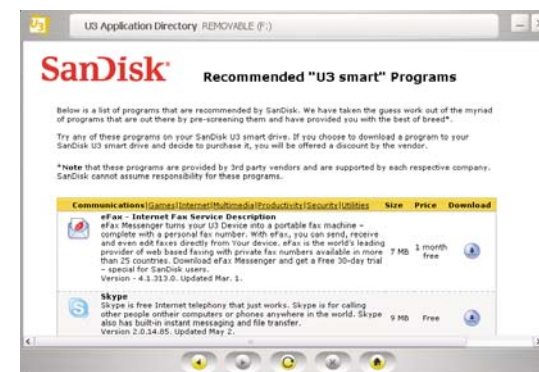 U3 U3 Application Directory REMOVABLE (F:)
SanDisk Recommended "U3 smart" Programs
Below is a list of programs that are recommended by SanDisk. We have taken the guess work out of the myriad
of programs that are out there by pre-screening them and have provided you with the best of breed*.
Try any of these programs on your SanDisk U3 smart drive. If you choose to download a program to your
SanDisk U3 smart drive and decide to purchase it, you will be offered a discount by the vendor.
*Note that these programs are provided by 3rd party vendors and are supported by each respective company.
SanDisk cannot assume responsibility for these programs.
Communications|Games|Internet|Multimedia|Productivity|Security|Utilities Size Price Download
eFax - Internet Fax Service Description
eFax Messenger turns your U3 Device into a portable fax machine –
complete with a personal fax number. With eFax, you can send, receive
and even edit faxes directly from Your device. eFax is the world's leading
provider of web based faxing with private fax numbers available in more
than 25 countries. Download eFax Messenger and get a Free 30-day trial
– special for SanDisk users.
Version - 4.1.313.0. Updated Mar. 1.
7 MB
1 month
free
Skype
Skype is free Internet telephony that just works. Skype is for calling
other people ontheir computers or phones anywhere in the world. Skype
also has built-in instant messaging and file transfer.
Version 2.0.14.85. Updated May 2.
9 MB Free